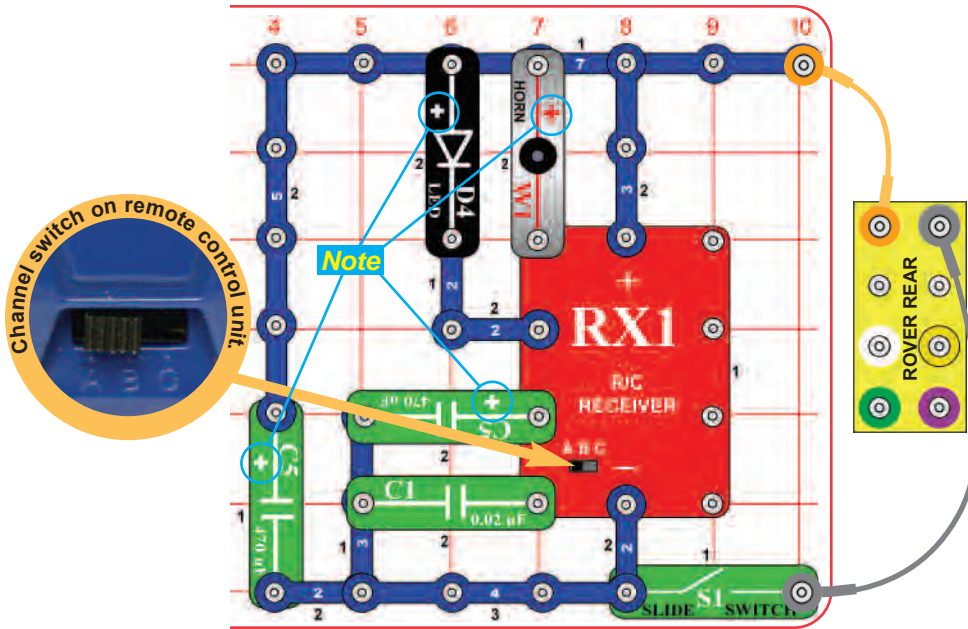 4 5 6 7 8 9 10
1
7
HORN
+
+
2
D4
LED
2
W1
3
2
5
2
Channel switch on remote control unit.
A B C
Note
1
2
2
2
+
RX1
R/C
RECEIVER
1
ROVER REAR
470 µF
+
C5
2
A B C
−
+
C5
470 µF
1
C1
0.02 µF
2
1
3
2
2
1
2
2
4
3
S1
SLIDE SWITCH